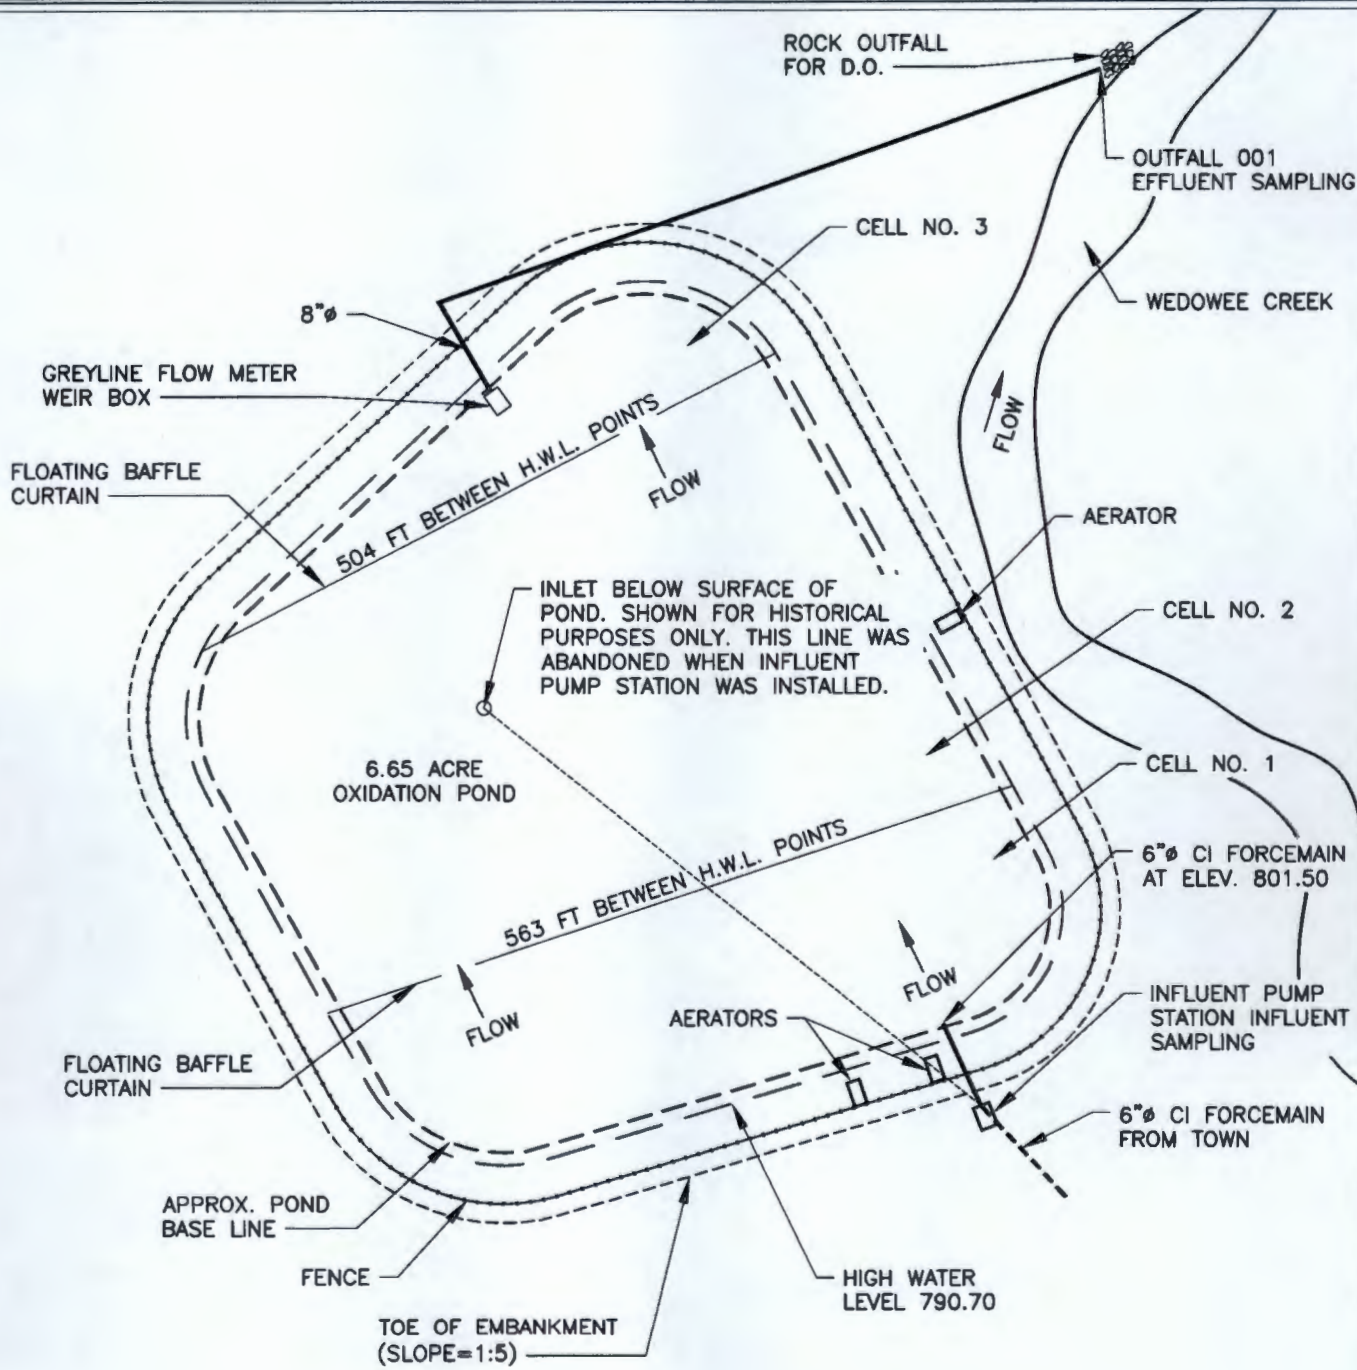 ROCK OUTFALL
FOR D.O.
OUTFALL 001
EFFLUENT SAMPLING
CELL NO. 3
WEDOWEE CREEK
8"ø
GREYLINE FLOW METER
WEIR BOX
FLOW
FLOATING BAFFLE
CURTAIN
504 FT BETWEEN H.W.L. POINTS
FLOW
AERATOR
INLET BELOW SURFACE OF
POND. SHOWN FOR HISTORICAL
PURPOSES ONLY. THIS LINE WAS
ABANDONED WHEN INFLUENT
PUMP STATION WAS INSTALLED.
CELL NO. 2
6.65 ACRE
OXIDATION POND
CELL NO. 1
563 FT BETWEEN H.W.L. POINTS
6"ø CI FORCEMAIN
AT ELEV. 801.50
FLOW
FLOW
AERATORS
INFLUENT PUMP
STATION INFLUENT
SAMPLING
FLOATING BAFFLE
CURTAIN
6"ø CI FORCEMAIN
FROM TOWN
APPROX. POND
BASE LINE
FENCE
HIGH WATER
LEVEL 790.70
TOE OF EMBANKMENT
(SLOPE=1:5)